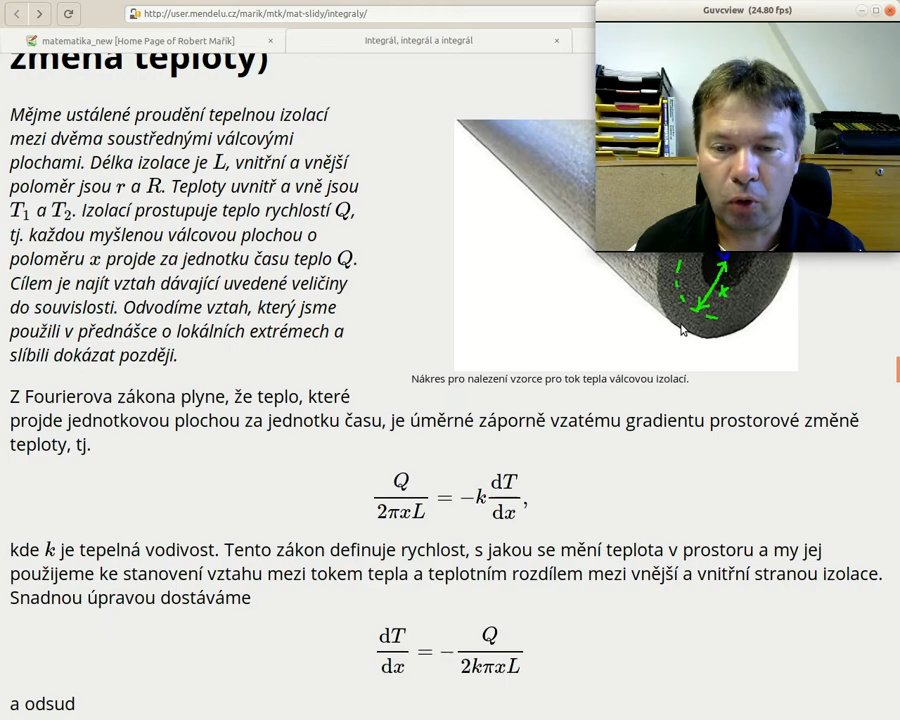 http://user.mendelu.cz/marik/mtk/mat-slidy/integraly/
Guvcview (24.80 fps)
matematika_new [Home Page of Robert Mařík]
Integrál, integrál a integrál
změna teploty)
Mějme ustálené proudění tepelnou izolací
mezi dvěma soustřednými válcovými
plochami. Délka izolace je L, vnitřní a vnější
poloměr jsou r a R. Teploty uvnitř a vně jsou
T₁ a T₂. Izolací prostupuje teplo rychlostí Q,
tj. každou myšlenou válcovou plochou o
poloměru x projde za jednotku času teplo Q.
Cílem je najít vztah dávající uvedené veličiny
do souvislosti. Odvodíme vztah, který jsme
použili v přednášce o lokálních extrémech a
slíbili dokázat později.
x
Nákres pro nalezení vzorce pro tok tepla válcovou izolací.
Z Fourierova zákona plyne, že teplo, které
projde jednotkovou plochou za jednotku času, je úměrné záporně vzatému gradientu prostorové změně
teploty, tj.
Q/2πxL = −k dT/dx,
kde k je tepelná vodivost. Tento zákon definuje rychlost, s jakou se mění teplota v prostoru a my jej
použijeme ke stanovení vztahu mezi tokem tepla a teplotním rozdílem mezi vnější a vnitřní stranou izolace.
Snadnou úpravou dostáváme
dT/dx = −Q/2kπxL
a odsud